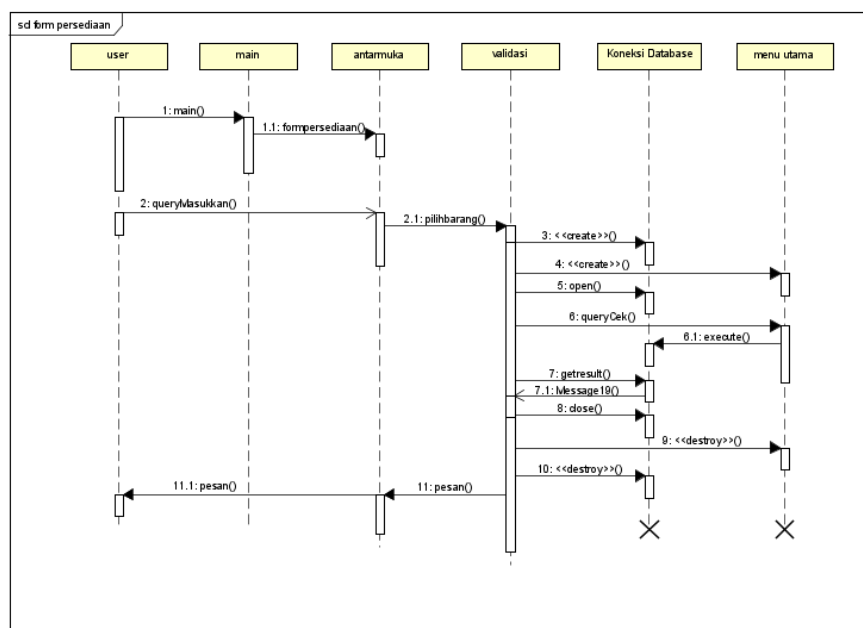 sd form persediaan
user
main
antarmuka
validasi
Koneksi Database
menu utama
1: main()
1.1: formpersediaan()
2: queryMasukkan()
2.1: pilihbarang()
3: <<create>>()
4: <<create>>()
5: open()
6: queryCek()
6.1: execute()
7: getresult()
7.1: Message19()
8: close()
9: <<destroy>>()
10: <<destroy>>()
11.1: pesan()
11: pesan()